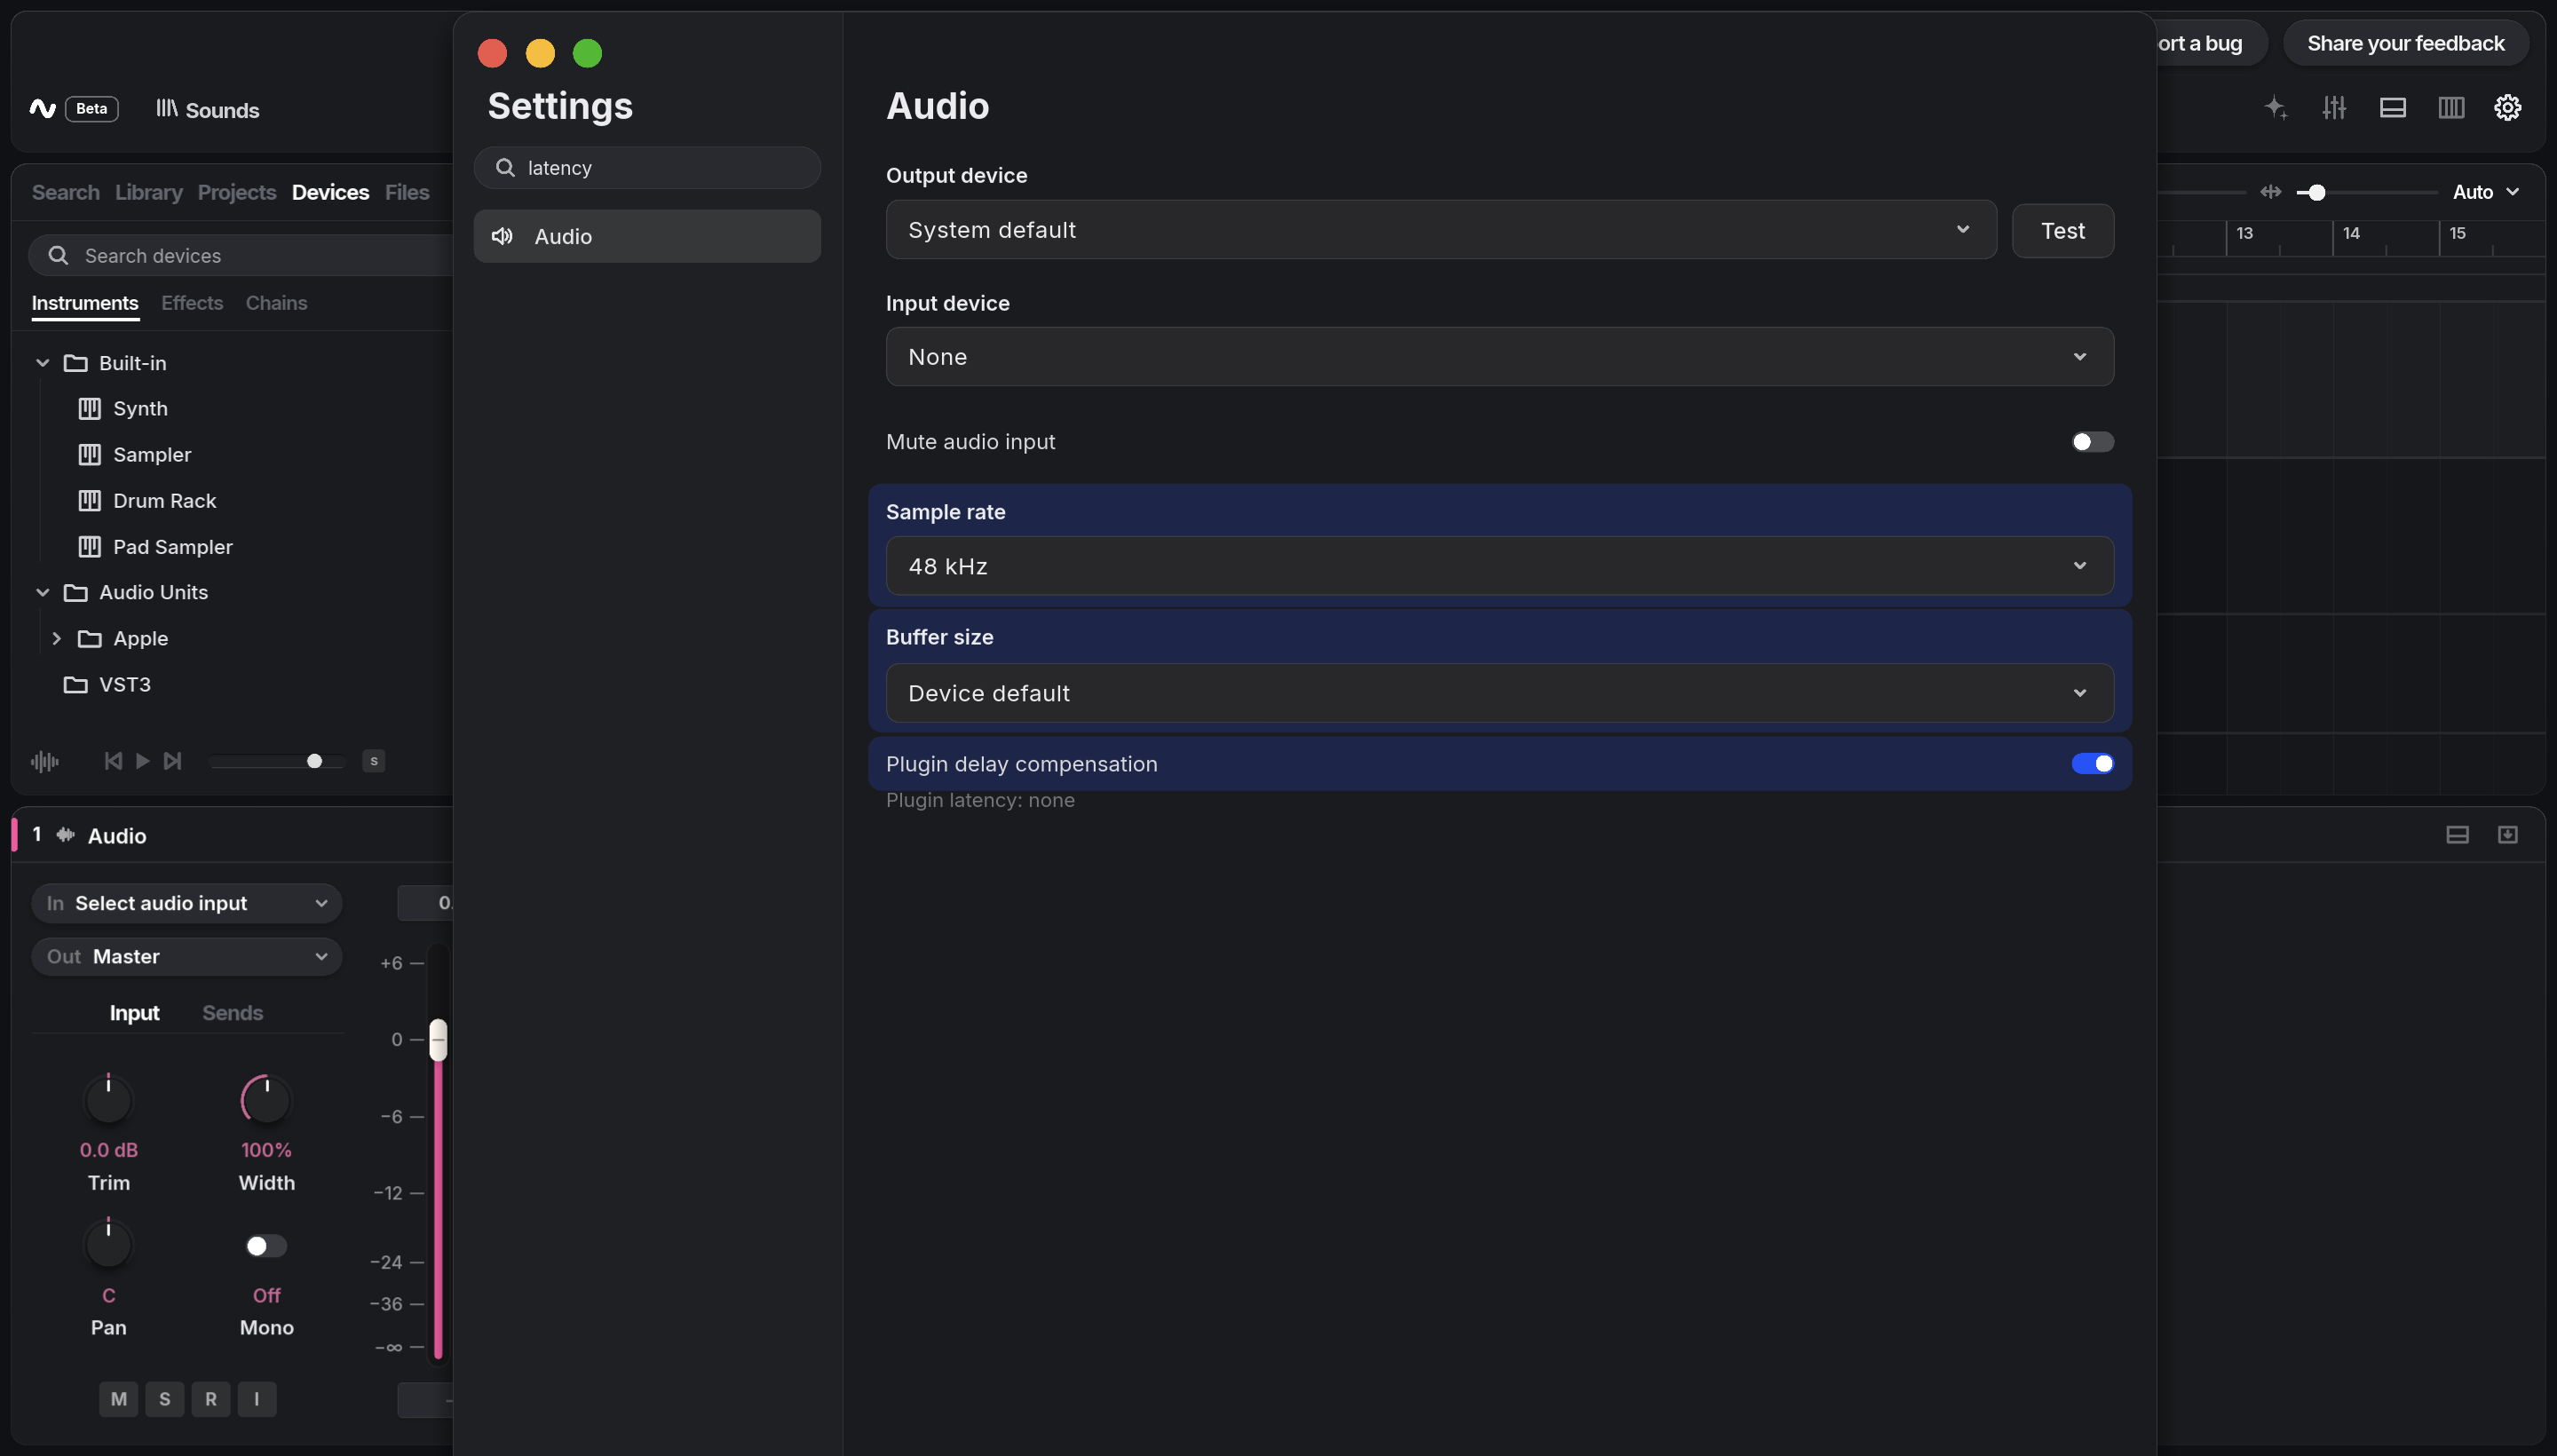 ort a bug
Share your feedback
Beta
Sounds
Search Library Projects Devices Files
Search devices
Instruments Effects Chains
Built-in
Synth
Sampler
Drum Rack
Pad Sampler
Audio Units
Apple
VST3
S
1 Audio
In Select audio input
Out Master
Input Sends
0.0 dB 100%
Trim Width
C Off
Pan Mono
M S R I
0.
+6
0
−6
−12
−24
−36
−∞
Settings
latency
Audio
Audio
Output device
System default
Test
Input device
None
Mute audio input
Sample rate
48 kHz
Buffer size
Device default
Plugin delay compensation
Plugin latency: none
Auto
13 14 15